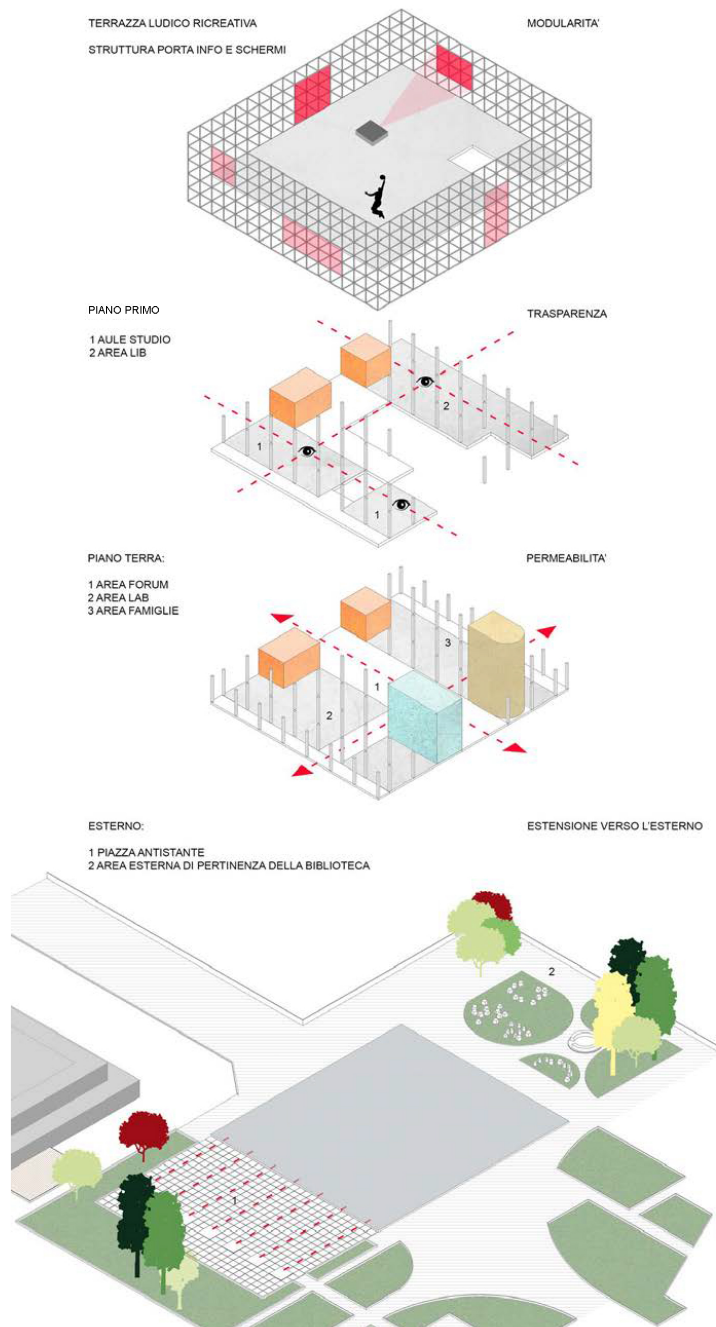 TERRAZZA LUDICO RICREATIVA
MODULARITA'
STRUTTURA PORTA INFO E SCHERMI
PIANO PRIMO
TRASPARENZA
1 AULE STUDIO
2 AREA LIB
2
1
1
PIANO TERRA:
PERMEABILITA'
1 AREA FORUM
2 AREA LAB
3 AREA FAMIGLIE
3
1
2
ESTERNO:
ESTENSIONE VERSO L'ESTERNO
1 PIAZZA ANTISTANTE
2 AREA ESTERNA DI PERTINENZA DELLA BIBLIOTECA
2
1